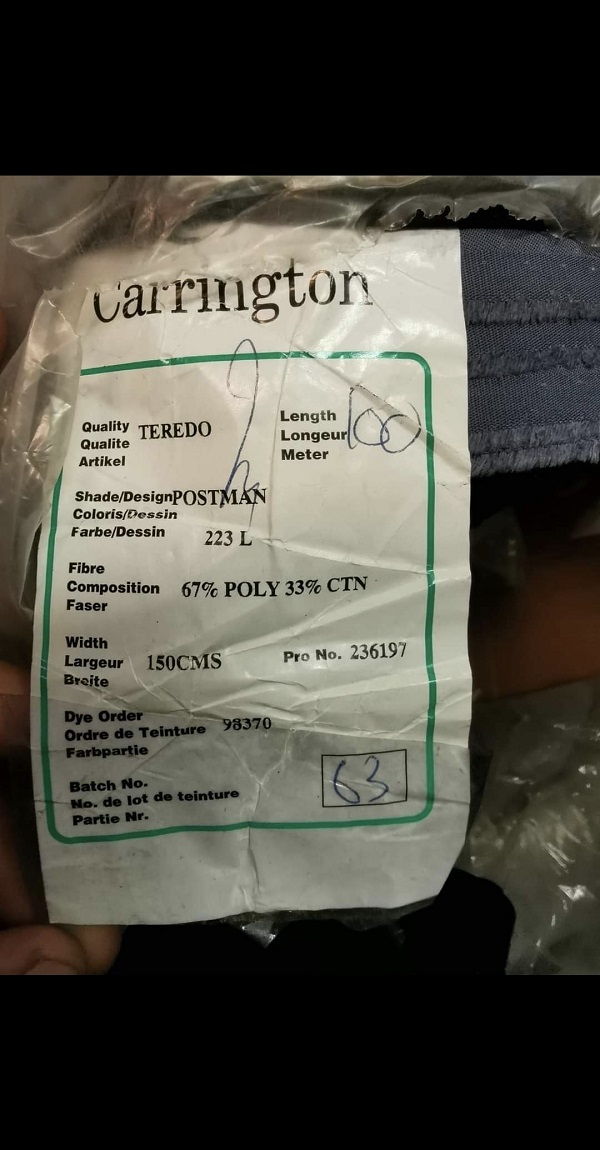 Carrington
Quality TEREDO
Qualite
Artikel
Length 100
Longeur
Meter
Shade/Design POSTMAN
Coloris/Dessin
Farbe/Dessin 223 L
Fibre
Composition 67% POLY 33% CTN
Faser
Width
Largeur 150CMS
Breite
Pro No. 236197
Dye Order
Ordre de Teinture 98370
Farbpartie
Batch No.
No. de lot de teinture
Partie Nr.
63